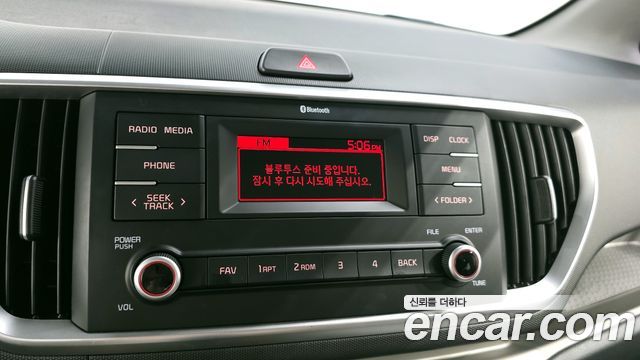 Bluetooth
RADIO MEDIA
FM 5:06 PM
DISP CLOCK
블루투스 준비 중입니다.
잠시 후 다시 시도해 주십시오.
PHONE
MENU
< SEEK TRACK >
< FOLDER >
POWER PUSH
FILE
ENTER
FAV 1 RPT 2 RDM 3 4 BACK
VOL
TUNE
신뢰를 더하다
encar.com